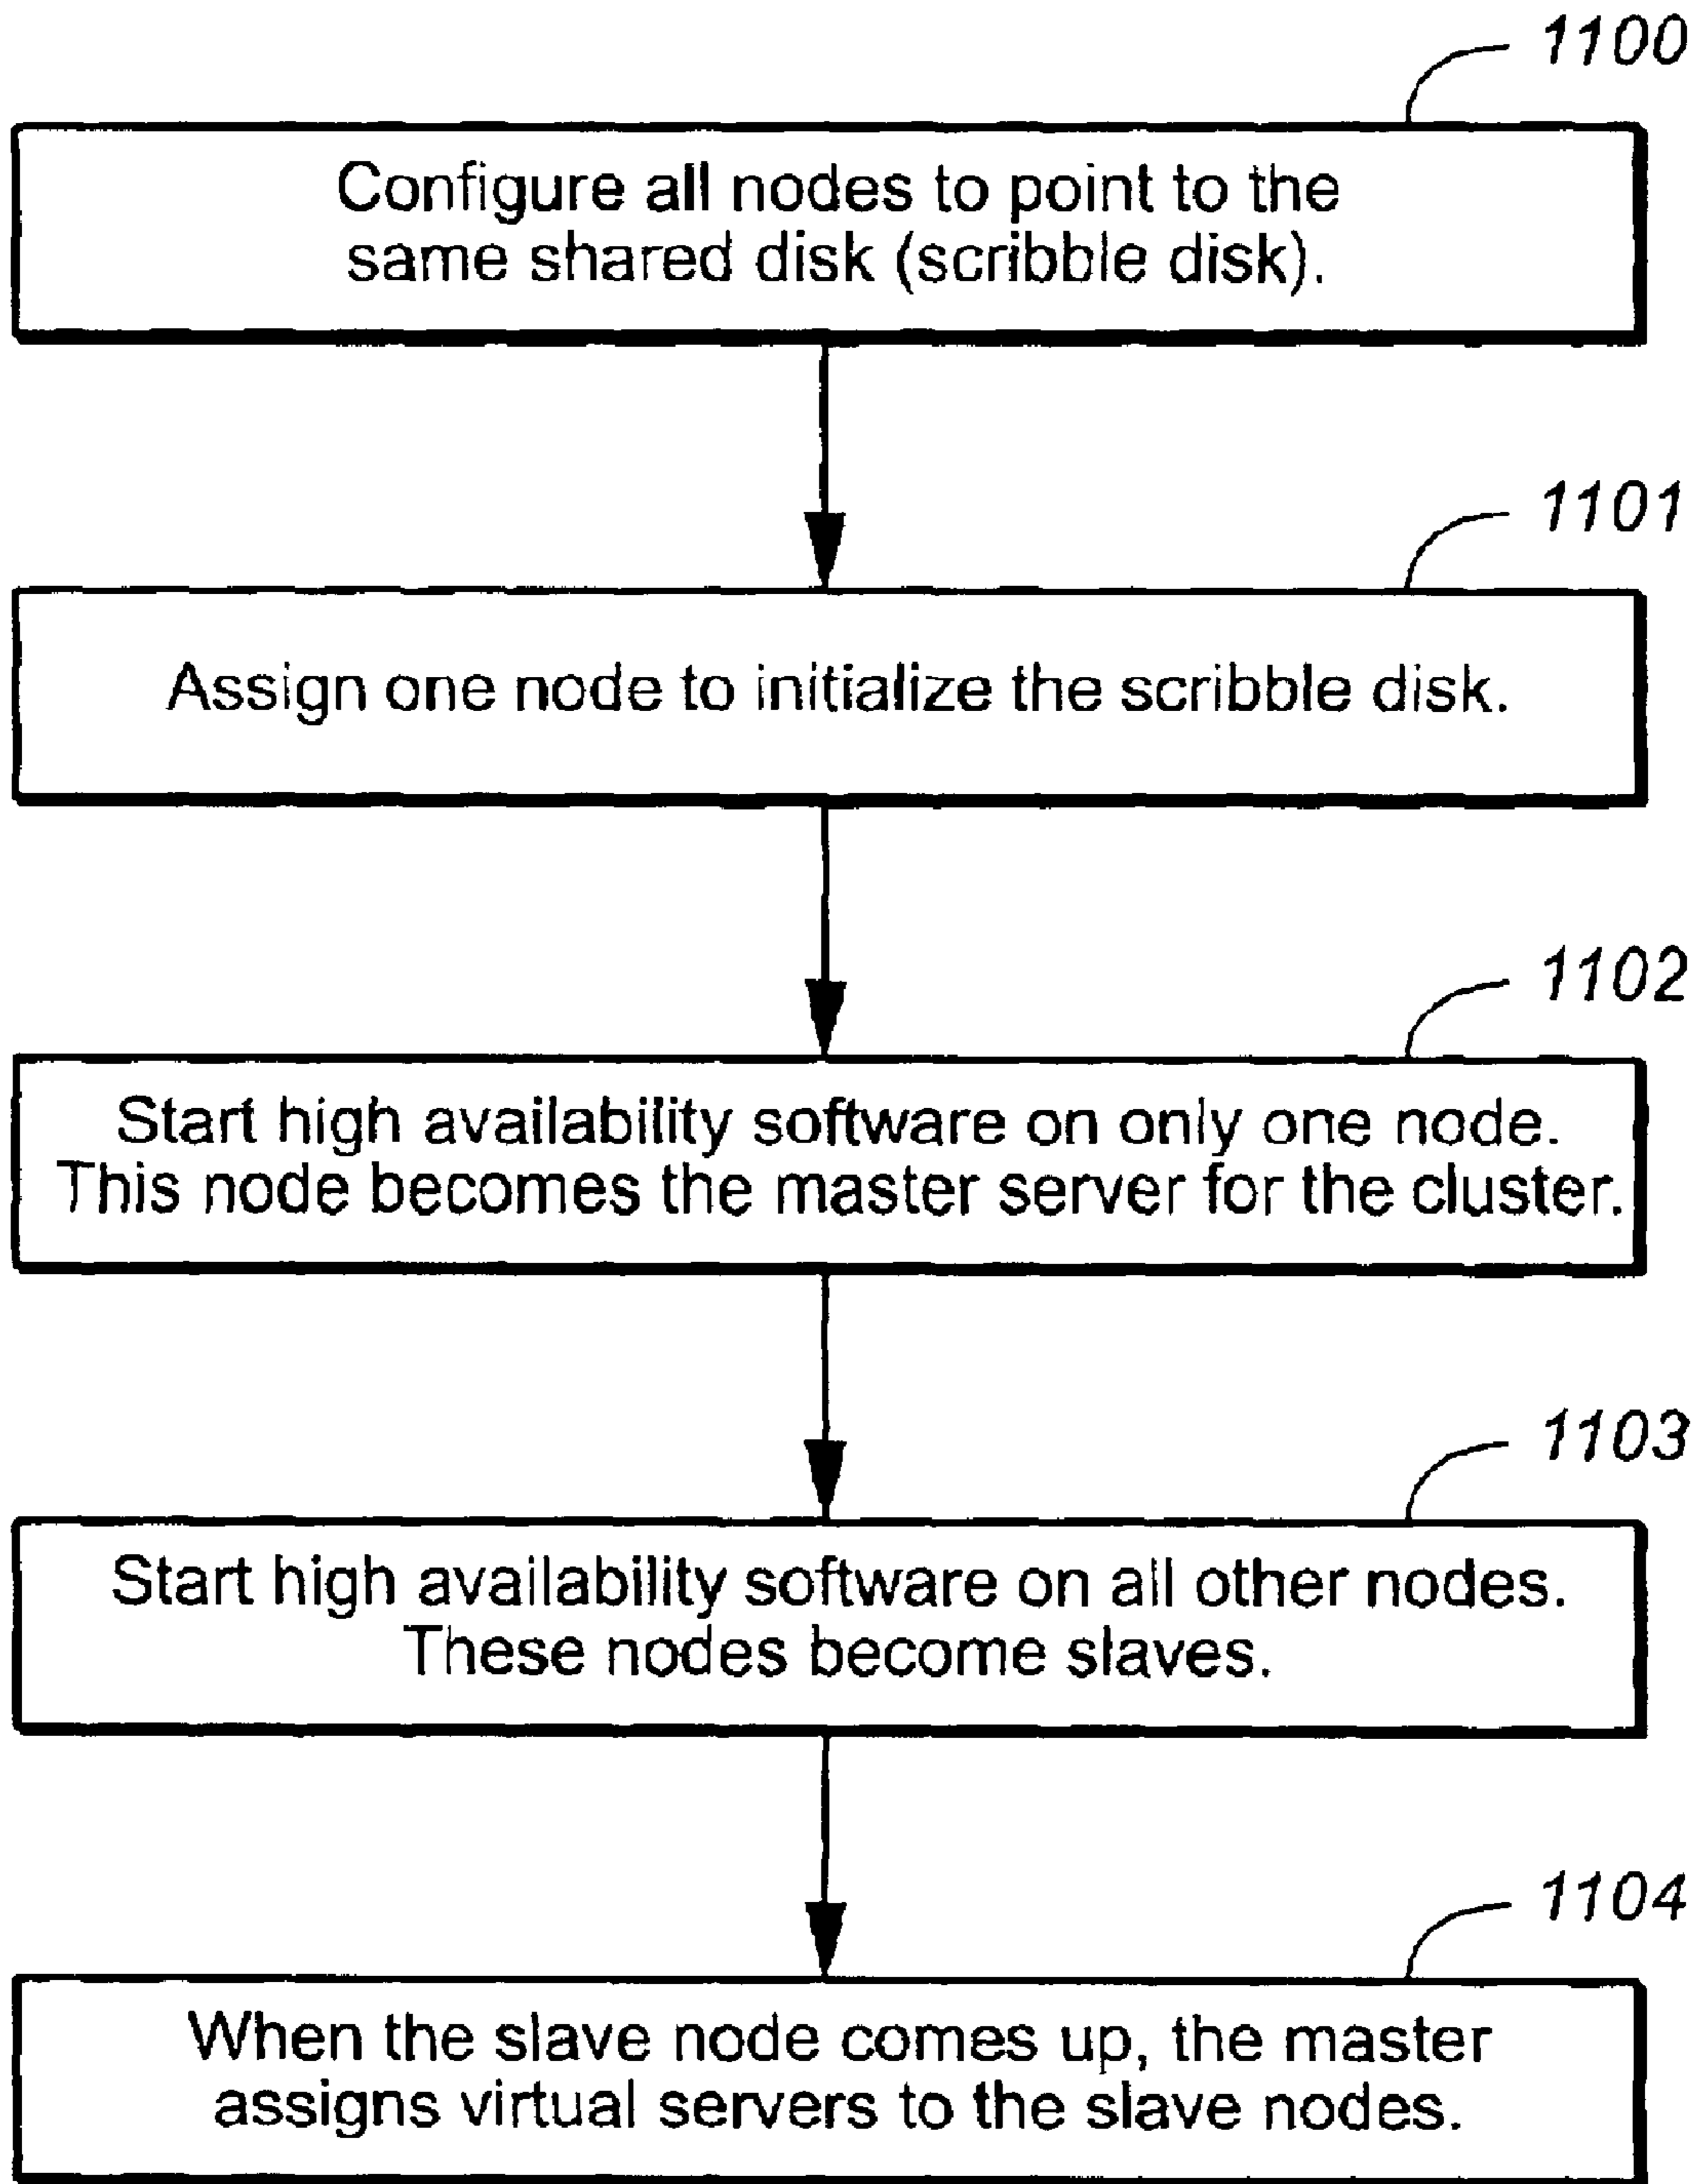 1100
Configure all nodes to point to the
same shared disk (scribble disk).
1101
Assign one node to initialize the scribble disk.
1102
Start high availability software on only one node.
This node becomes the master server for the cluster.
1103
Start high availability software on all other nodes.
These nodes become slaves.
1104
When the slave node comes up, the master
assigns virtual servers to the slave nodes.